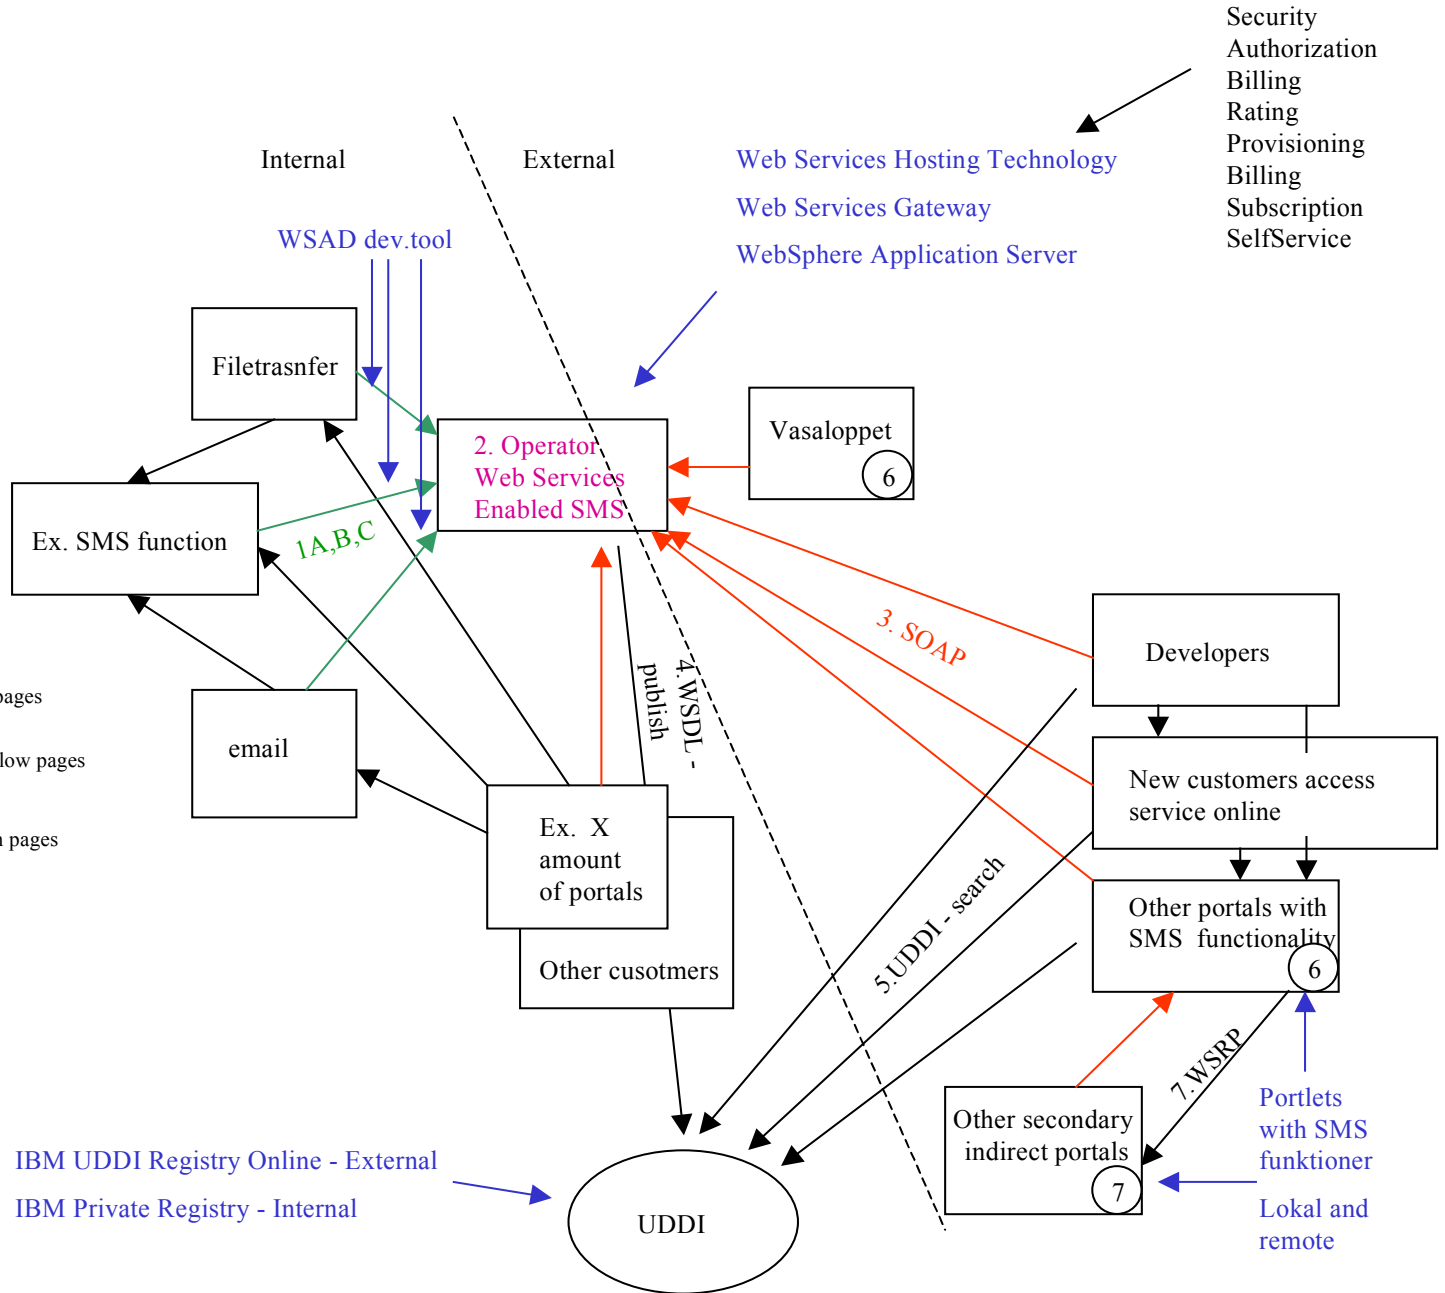 Security
Authorization
Billing
Rating
Provisioning
Billing
Subscription
SelfService
Internal
External
Web Services Hosting Technology
Web Services Gateway
WebSphere Application Server
WSAD dev.tool
Filetrasnfer
2. Operator
Web Services
Enabled SMS
Vasaloppet
6
Ex. SMS function
1A,B,C
3. SOAP
Developers
4.WSDL -
publish
pages
low pages
pages
email
New customers access
service online
Ex. X
amount
of portals
Other cusotmers
5.UDDI - search
Other portals with
SMS functionality
6
7.WSRP
Other secondary
indirect portals
7
Portlets
with SMS
funktioner
Lokal and
remote
IBM UDDI Registry Online - External
IBM Private Registry - Internal
UDDI